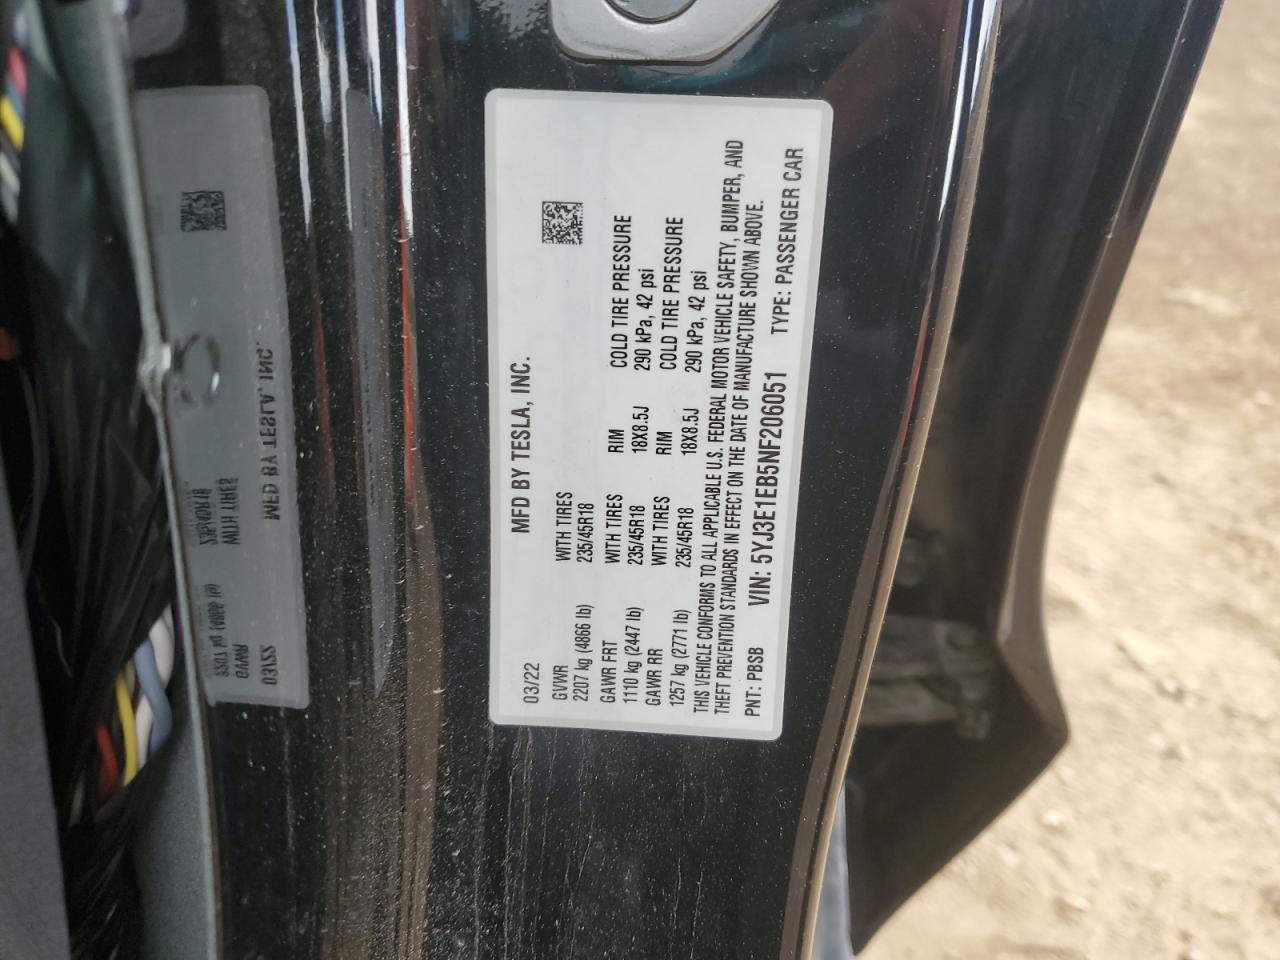 MFD BY TESLA, INC.
03/22
GVWR
2207 kg (4866 lb)
WITH TIRES
235/45R18
RIM
18X8.5J
COLD TIRE PRESSURE
290 kPa, 42 psi
GAWR FRT
1110 kg (2447 lb)
WITH TIRES
235/45R18
RIM
18X8.5J
COLD TIRE PRESSURE
290 kPa, 42 psi
GAWR RR
1257 kg (2771 lb)
WITH TIRES
235/45R18
THIS VEHICLE CONFORMS TO ALL APPLICABLE U.S. FEDERAL MOTOR VEHICLE SAFETY, BUMPER, AND
THEFT PREVENTION STANDARDS IN EFFECT ON THE DATE OF MANUFACTURE SHOWN ABOVE.
PNT: PBSB VIN: 5YJ3E1EB5NF206051 TYPE: PASSENGER CAR